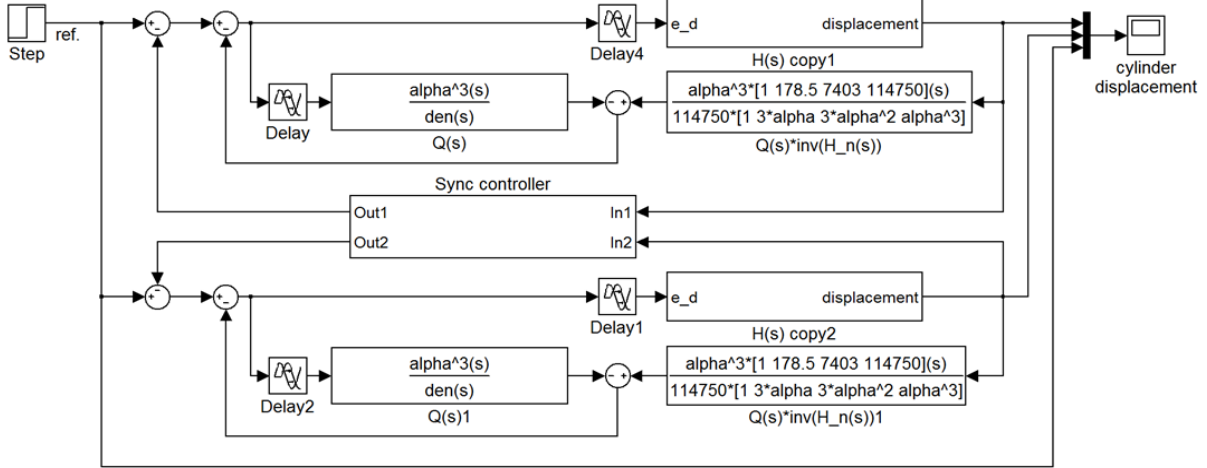 Step
ref.
Delay4
e_d
displacement
H(s) copy1
cylinder
displacement
Delay
alpha^3(s)
den(s)
Q(s)
alpha^3*[1 178.5 7403 114750](s)
114750*[1 3*alpha 3*alpha^2 alpha^3]
Q(s)*inv(H_n(s))
Sync controller
Out1
In1
Out2
In2
Delay1
e_d
displacement
H(s) copy2
Delay2
alpha^3(s)
den(s)
Q(s)1
alpha^3*[1 178.5 7403 114750](s)
114750*[1 3*alpha 3*alpha^2 alpha^3]
Q(s)*inv(H_n(s))1